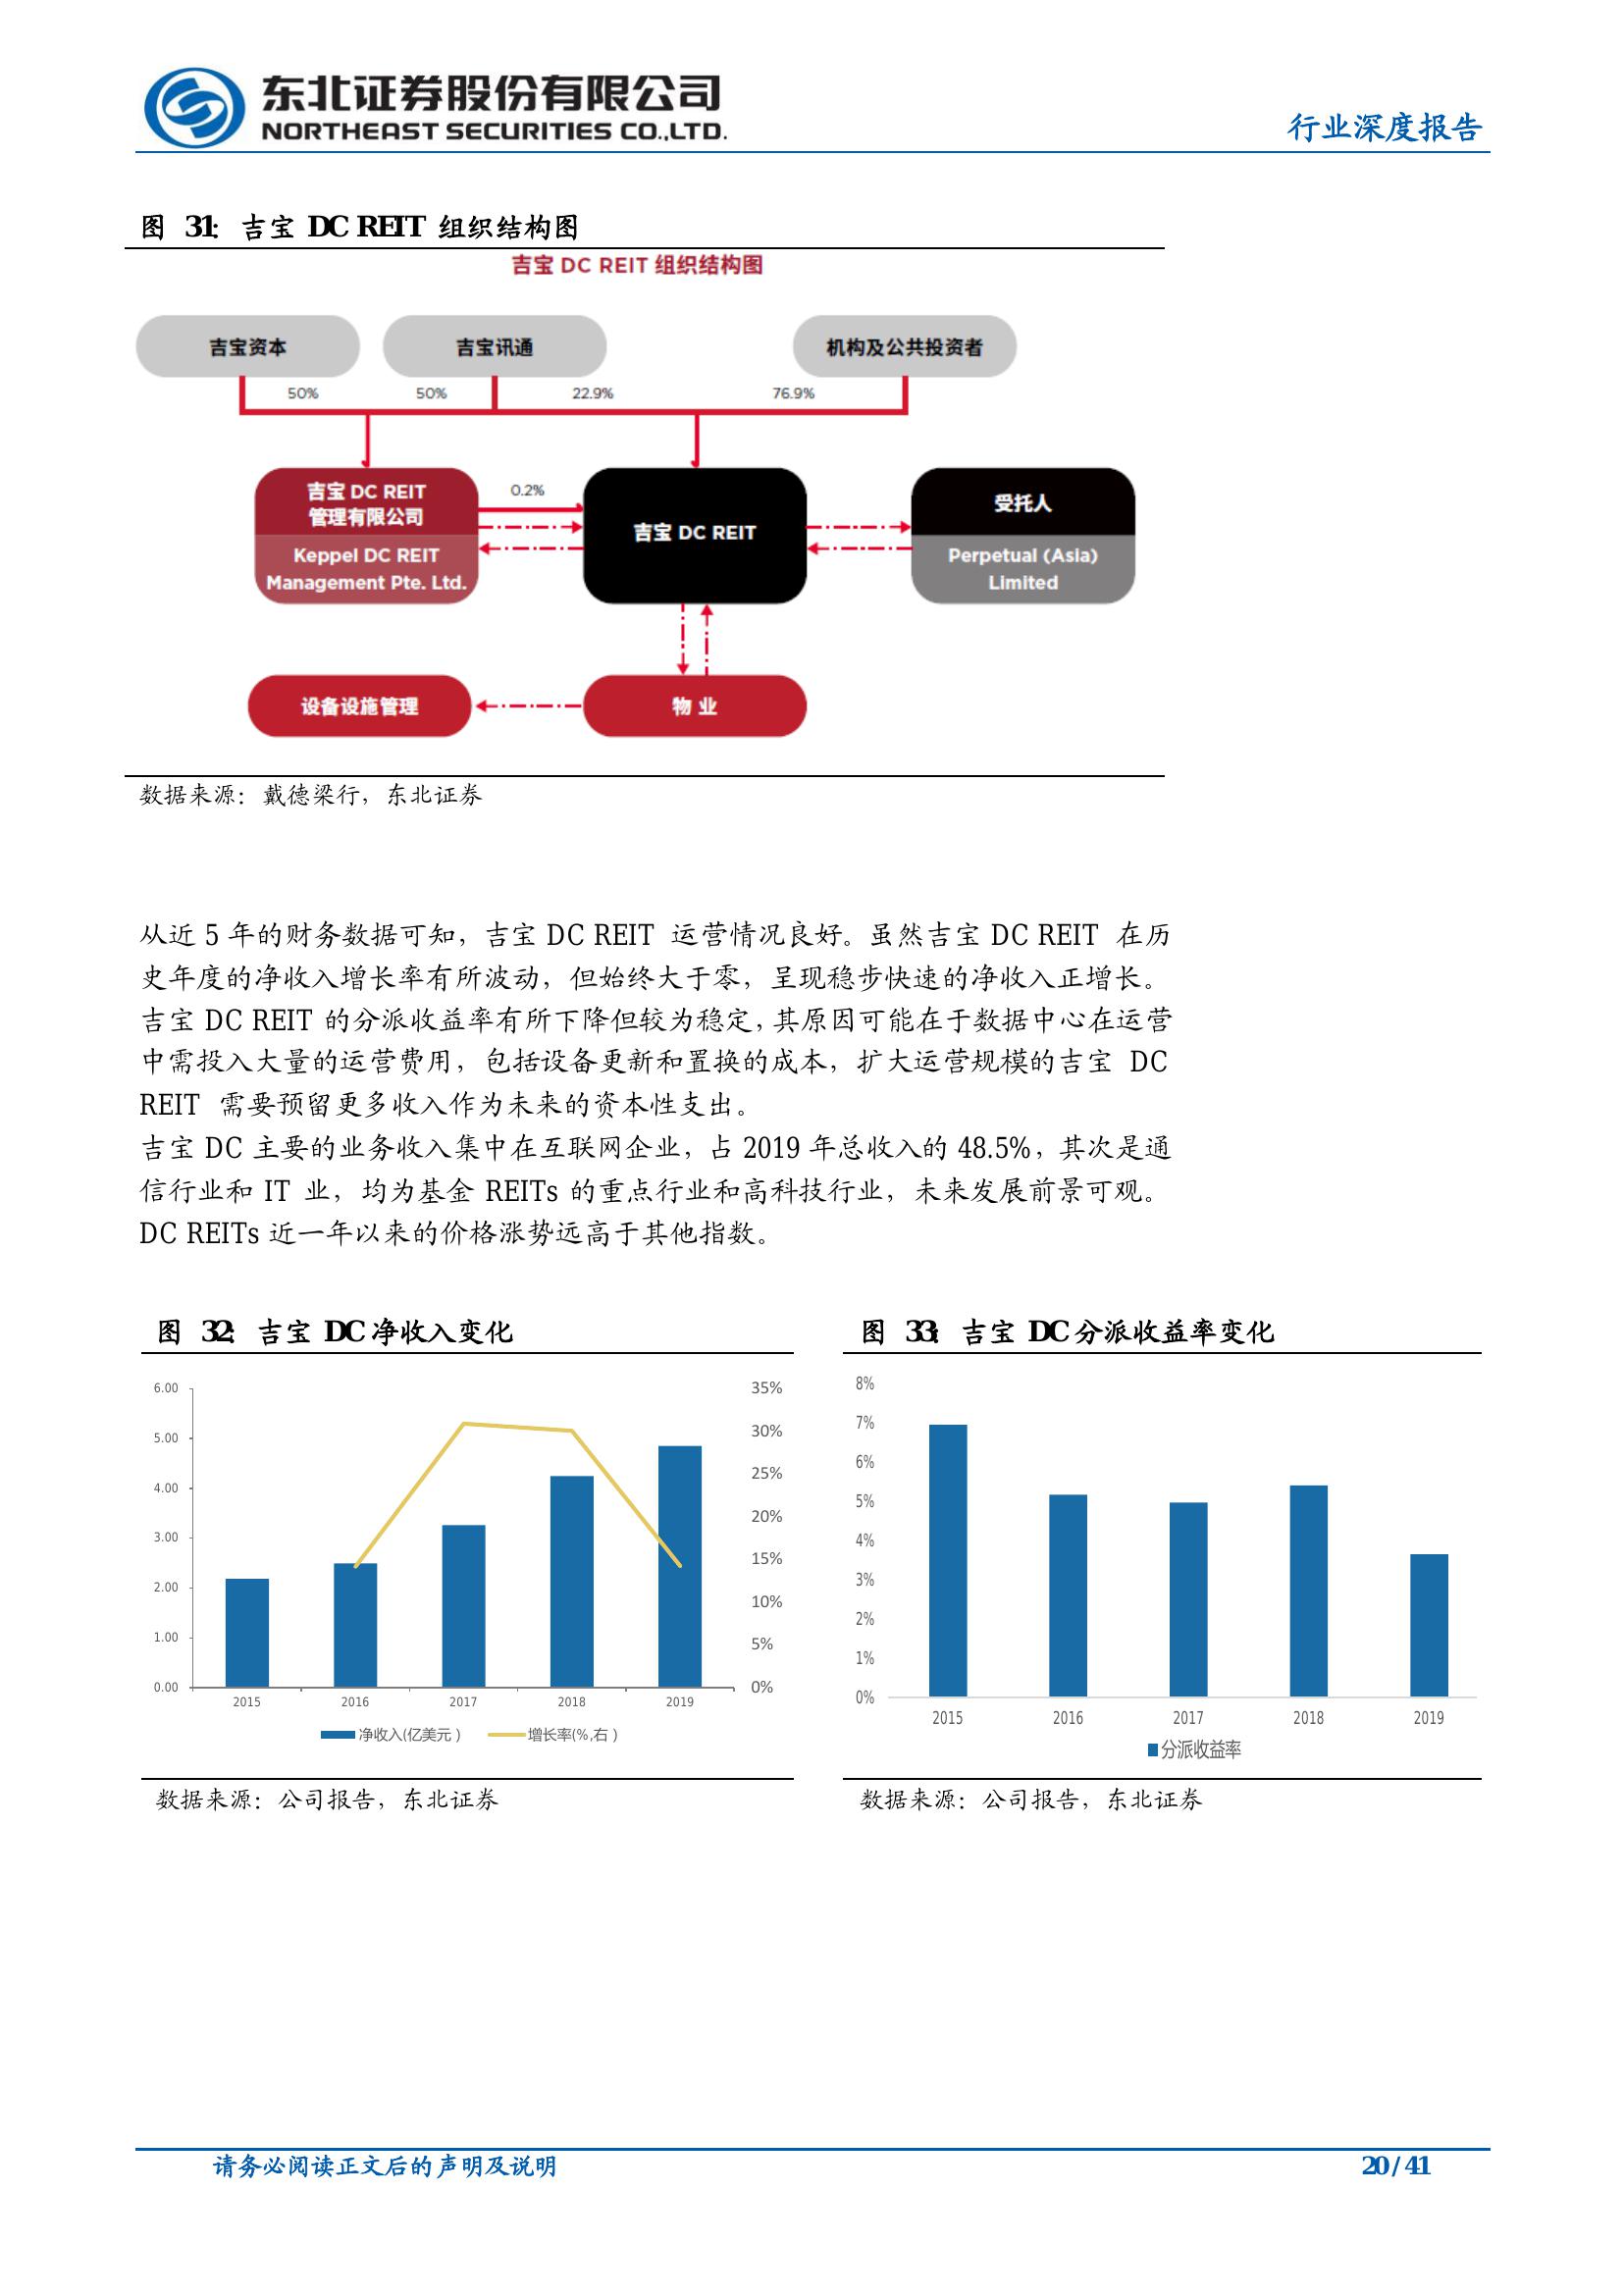 东北证券股份有限公司
NORTHEAST SECURITIES CO.,LTD.
行业深度报告
图 31: 吉宝 DC REIT 组织结构图
吉宝 DC REIT 组织结构图
吉宝资本 吉宝讯通 机构及公共投资者
50% 50% 22.9% 76.9%
吉宝 DC REIT
管理有限公司
Keppel DC REIT
Management Pte. Ltd.
0.2%
吉宝 DC REIT
受托人
Perpetual (Asia)
Limited
设备设施管理 物 业
数据来源：戴德梁行，东北证券
从近 5 年的财务数据可知，吉宝 DC REIT 运营情况良好。虽然吉宝 DC REIT 在历
史年度的净收入增长率有所波动，但始终大于零，呈现稳步快速的净收入正增长。
吉宝 DC REIT 的分派收益率有所下降但较为稳定，其原因可能在于数据中心在运营
中需投入大量的运营费用，包括设备更新和置换的成本，扩大运营规模的吉宝 DC
REIT 需要预留更多收入作为未来的资本性支出。
吉宝 DC 主要的业务收入集中在互联网企业，占 2019 年总收入的 48.5%，其次是通
信行业和 IT 业，均为基金 REITs 的重点行业和高科技行业，未来发展前景可观。
DC REITs 近一年以来的价格涨势远高于其他指数。
图 32: 吉宝 DC 净收入变化
6.00
5.00
4.00
3.00
2.00
1.00
0.00
35%
30%
25%
20%
15%
10%
5%
0%
2015 2016 2017 2018 2019
净收入(亿美元 ) 增长率(%,右 )
数据来源：公司报告，东北证券
图 33: 吉宝 DC 分派收益率变化
8%
7%
6%
5%
4%
3%
2%
1%
0%
2015 2016 2017 2018 2019
分派收益率
数据来源：公司报告，东北证券
请务必阅读正文后的声明及说明
20 / 41